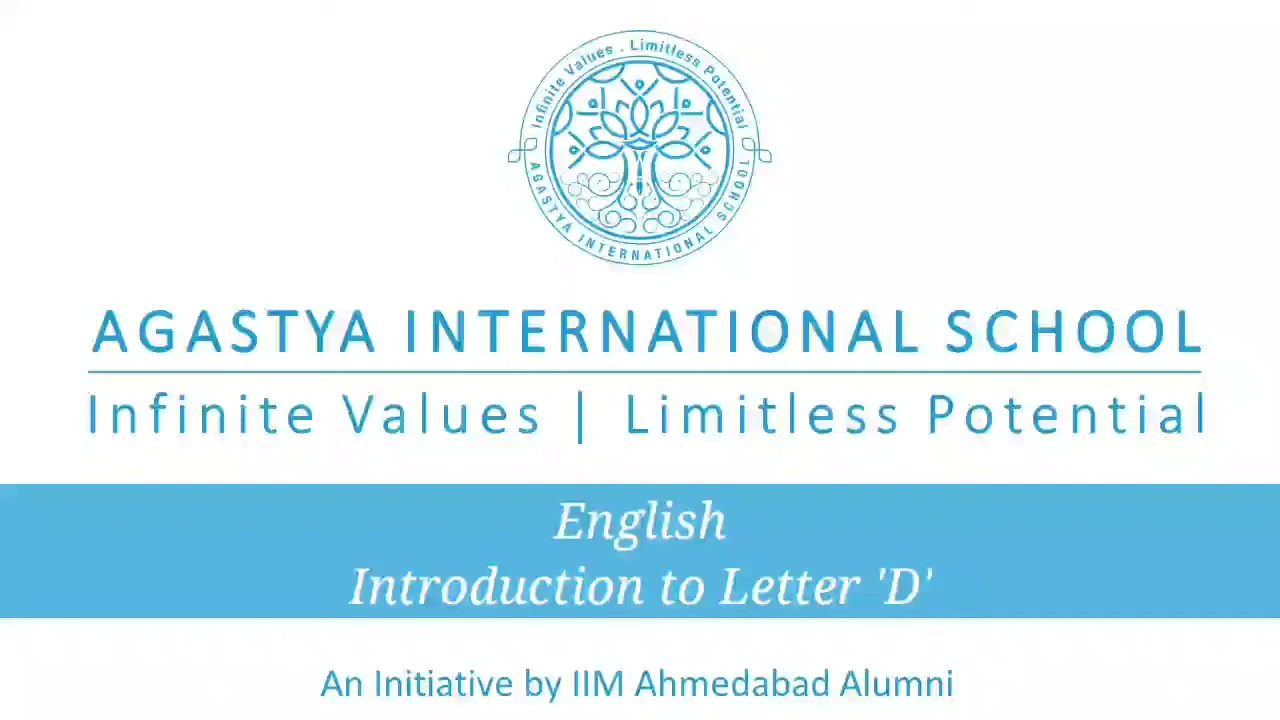 Infinite Values . Limitless Potential
AGASTYA INTERNATIONAL SCHOOL
AGASTYA INTERNATIONAL SCHOOL
Infinite Values | Limitless Potential
English
Introduction to Letter 'D'
An Initiative by IIM Ahmedabad Alumni